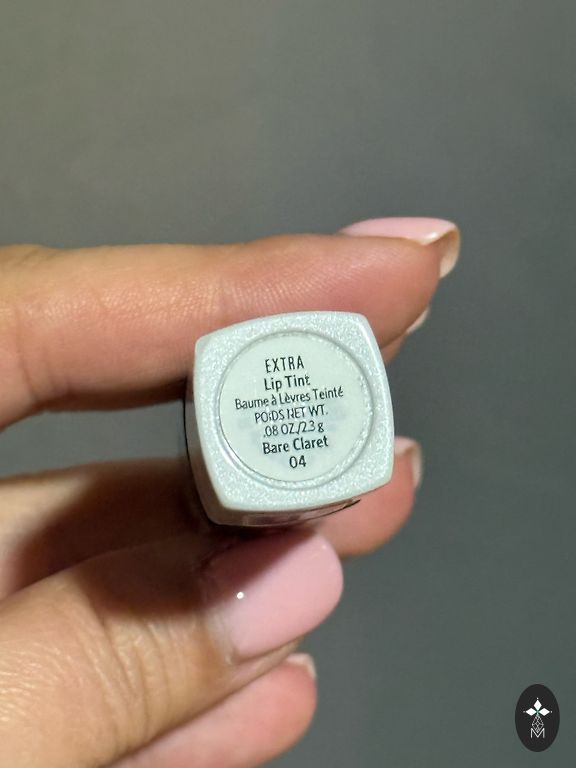 EXTRA
Lip Tint
Baume à Lèvres Teinté
POIDS NET WT.
.08 OZ./2.3 g
Bare Claret
04
M